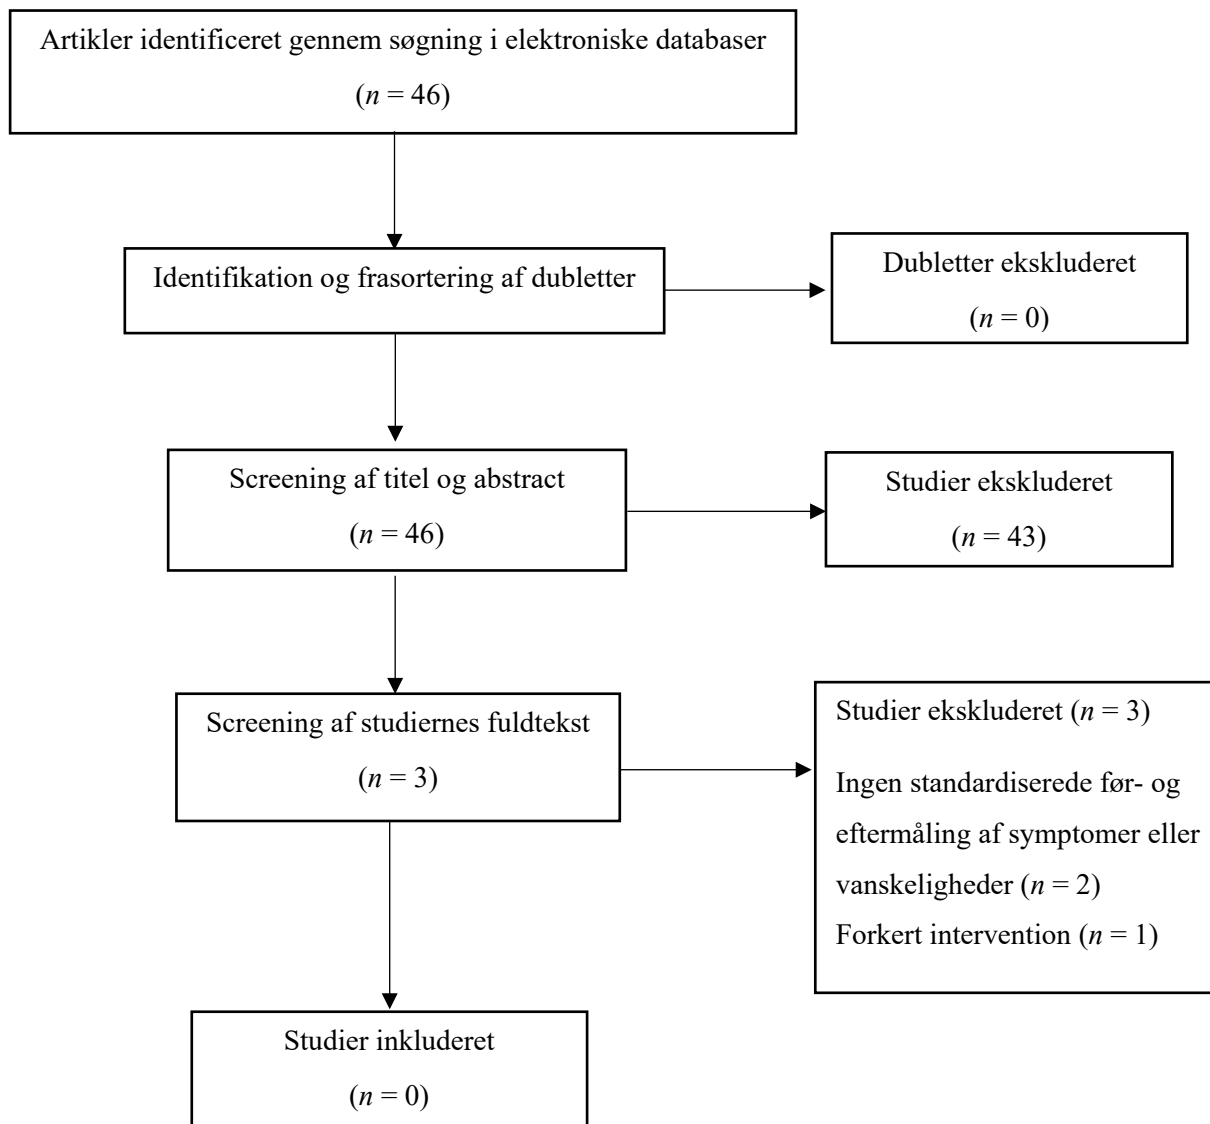 Artikler identificeret gennem søgning i elektroniske databaser
(n = 46)
Identifikation og frasortering af dubletter
Dubletter ekskluderet
(n = 0)
Screening af titel og abstract
(n = 46)
Studier ekskluderet
(n = 43)
Screening af studiernes fuldtekst
(n = 3)
Studier ekskluderet (n = 3)
Ingen standardiserede før- og
eftermåling af symptomer eller
vanskeligheder (n = 2)
Forkert intervention (n = 1)
Studier inkluderet
(n = 0)